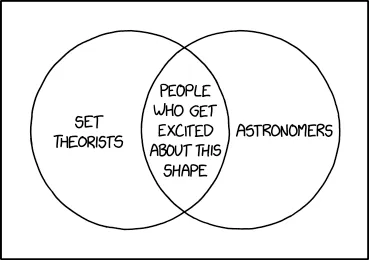 SET
THEORISTS
PEOPLE
WHO GET
EXCITED
ABOUT THIS
SHAPE
ASTRONOMERS